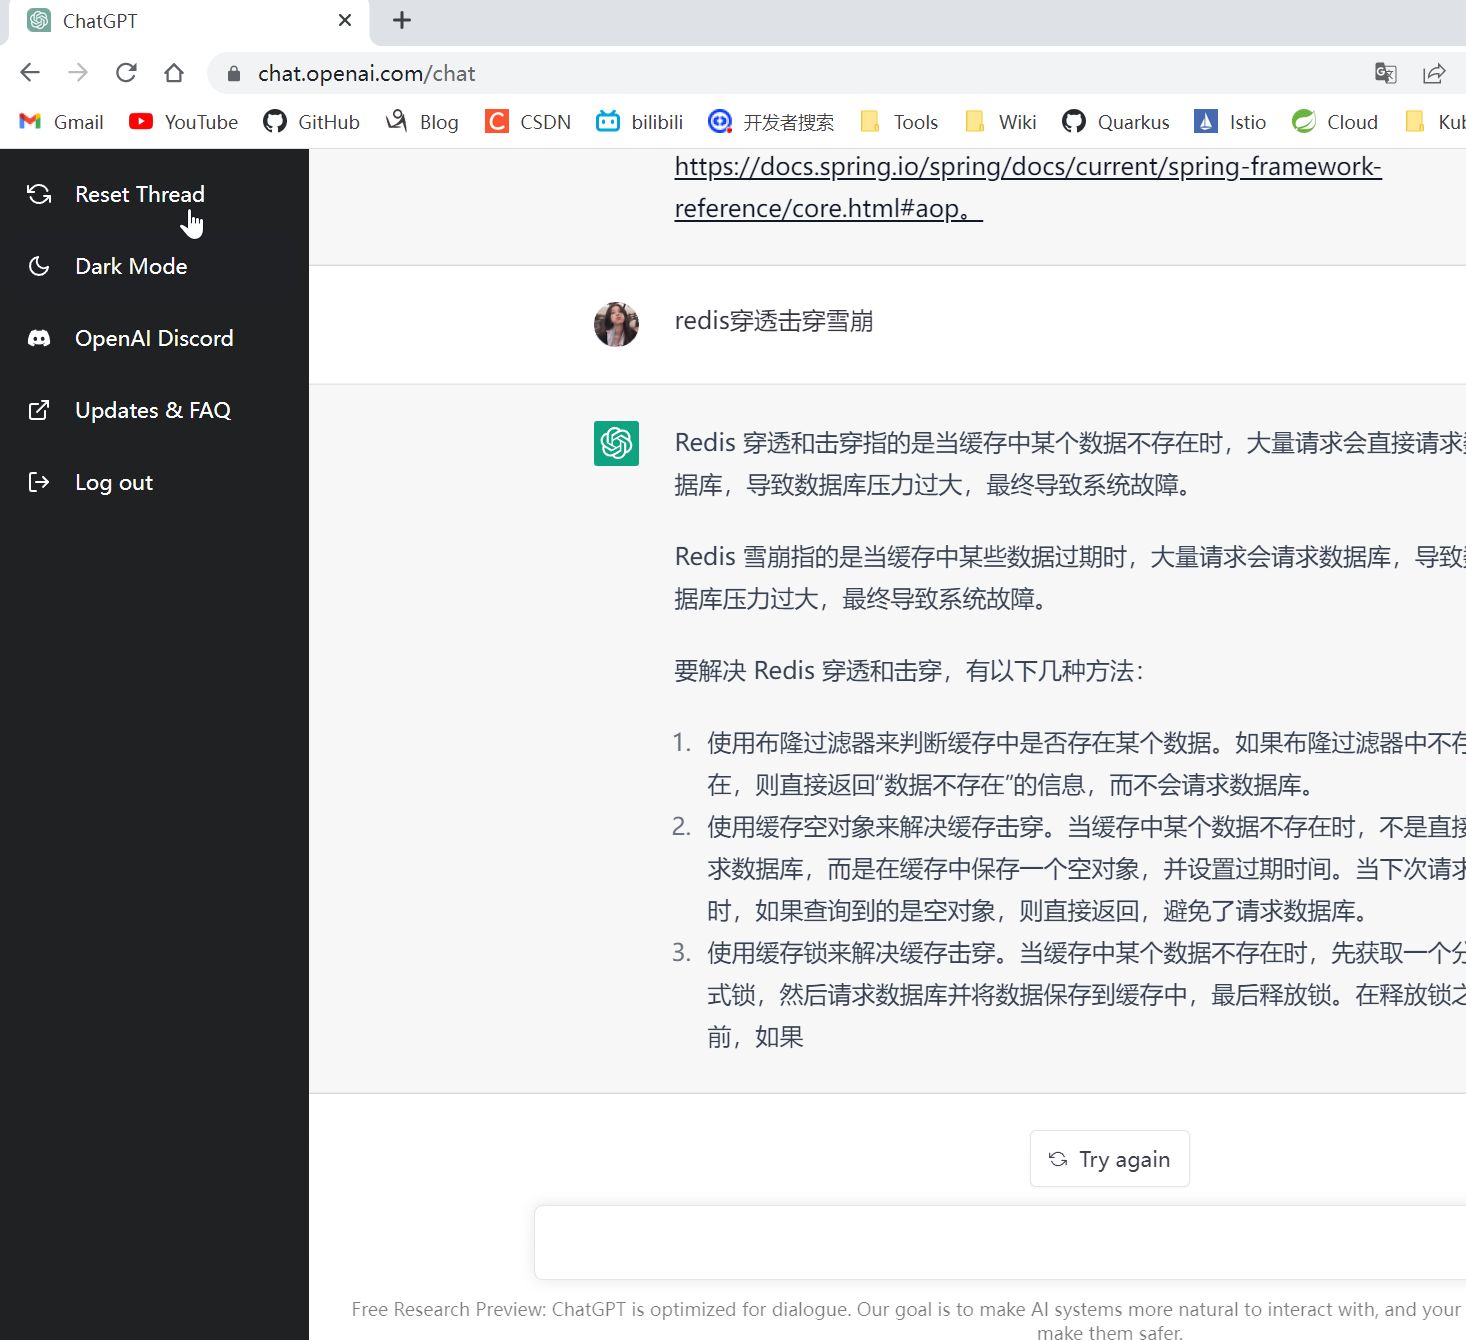 ChatGPT
chat.openai.com/chat
Gmail YouTube GitHub Blog CSDN bilibili 开发者搜索 Tools Wiki Quarkus Istio Cloud
Reset Thread
Dark Mode
OpenAI Discord
Updates & FAQ
Log out
https://docs.spring.io/spring/docs/current/spring-framework-
reference/core.html#aop。
redis穿透击穿雪崩
Redis 穿透和击穿指的是当缓存中某个数据不存在时，大量请求会直接请求
据库，导致数据库压力过大，最终导致系统故障。
Redis 雪崩指的是当缓存中某些数据过期时，大量请求会请求数据库，导致
据库压力过大，最终导致系统故障。
要解决 Redis 穿透和击穿，有以下几种方法：
1. 使用布隆过滤器来判断缓存中是否存在某个数据。如果布隆过滤器中不存
在，则直接返回“数据不存在”的信息，而不会请求数据库。
2. 使用缓存空对象来解决缓存击穿。当缓存中某个数据不存在时，不是直接
求数据库，而是在缓存中保存一个空对象，并设置过期时间。当下次请求
时，如果查询到的是空对象，则直接返回，避免了请求数据库。
3. 使用缓存锁来解决缓存击穿。当缓存中某个数据不存在时，先获取一个分
式锁，然后请求数据库并将数据保存到缓存中，最后释放锁。在释放锁之
前，如果
Try again
Free Research Preview: ChatGPT is optimized for dialogue. Our goal is to make AI systems more natural to interact with, and your
make them safer.